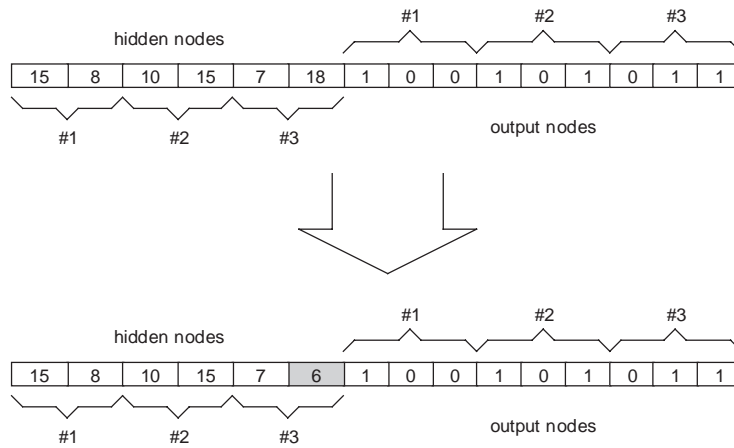 #1 #2 #3
hidden nodes
15 8 10 15 7 18 1 0 0 1 0 1 0 1 1
output nodes
#1 #2 #3
#1 #2 #3
hidden nodes
15 8 10 15 7 6 1 0 0 1 0 1 0 1 1
output nodes
#1 #2 #3